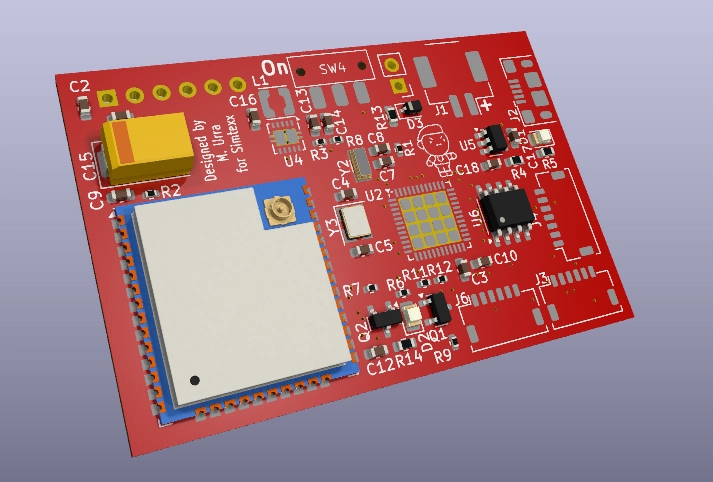 On
SW4
C2
L1
C16
C13
C14
R13
D3
J1
+
J2
Designed by
M. Urra
for Simtexx
U4
R3
R8
Y2
C8
C7
R1
U5
C18
R4
R5
C15
C9
R2
C4
U2
Y3
C5
U6
C10
C3
R11
R12
R6
R7
J6
J3
Q2
Q1
D2
C12
R14
R9